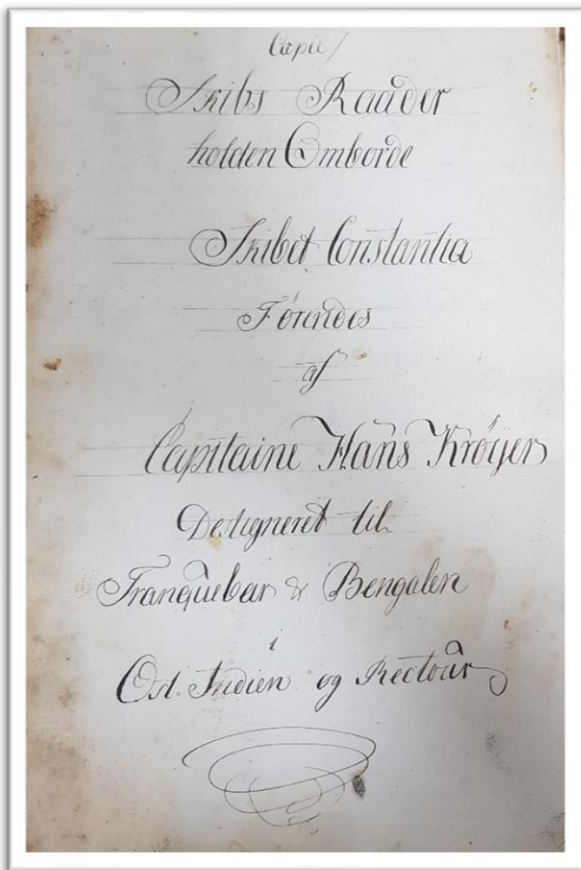 Copie/
Skibs Raader
holden Omborde
Skibet Constantia
Førendes
af
Capitaine Hans Krøyer
Destigneret til
Tranquebar & Bengalen
i
Ost. Indien og Rectour